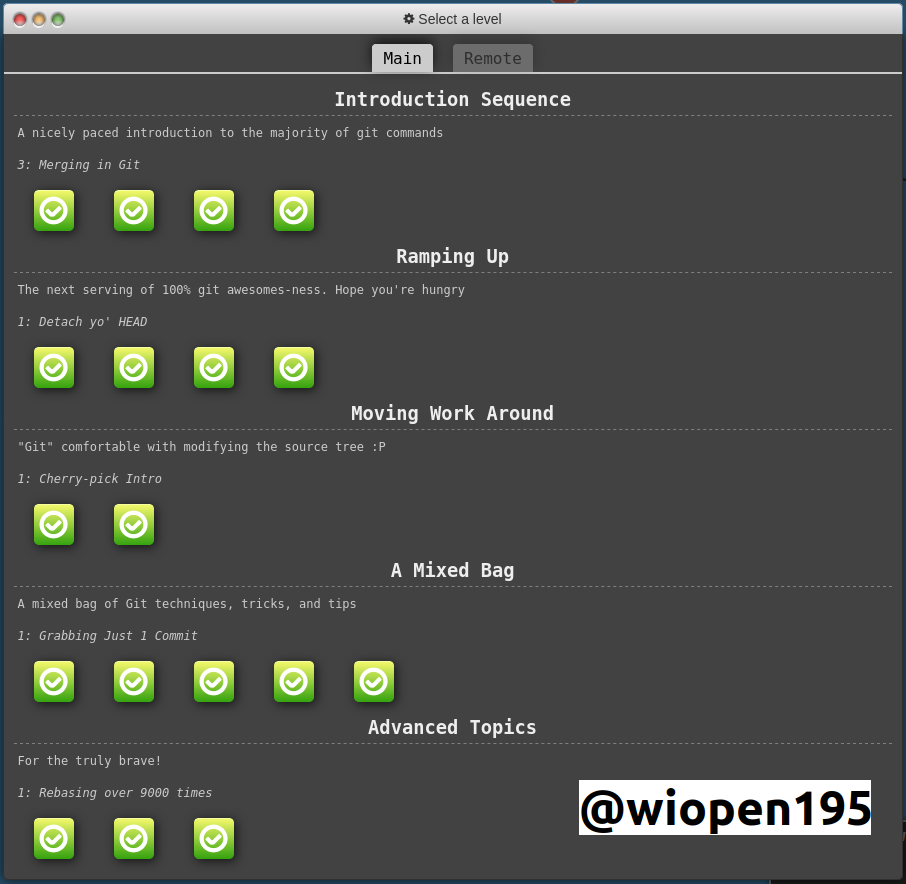 Select a level
Main Remote
Introduction Sequence
A nicely paced introduction to the majority of git commands
3: Merging in Git
Ramping Up
The next serving of 100% git awesomes-ness. Hope you're hungry
1: Detach yo' HEAD
Moving Work Around
"Git" comfortable with modifying the source tree :P
1: Cherry-pick Intro
A Mixed Bag
A mixed bag of Git techniques, tricks, and tips
1: Grabbing Just 1 Commit
Advanced Topics
For the truly brave!
1: Rebasing over 9000 times
@wiopen195